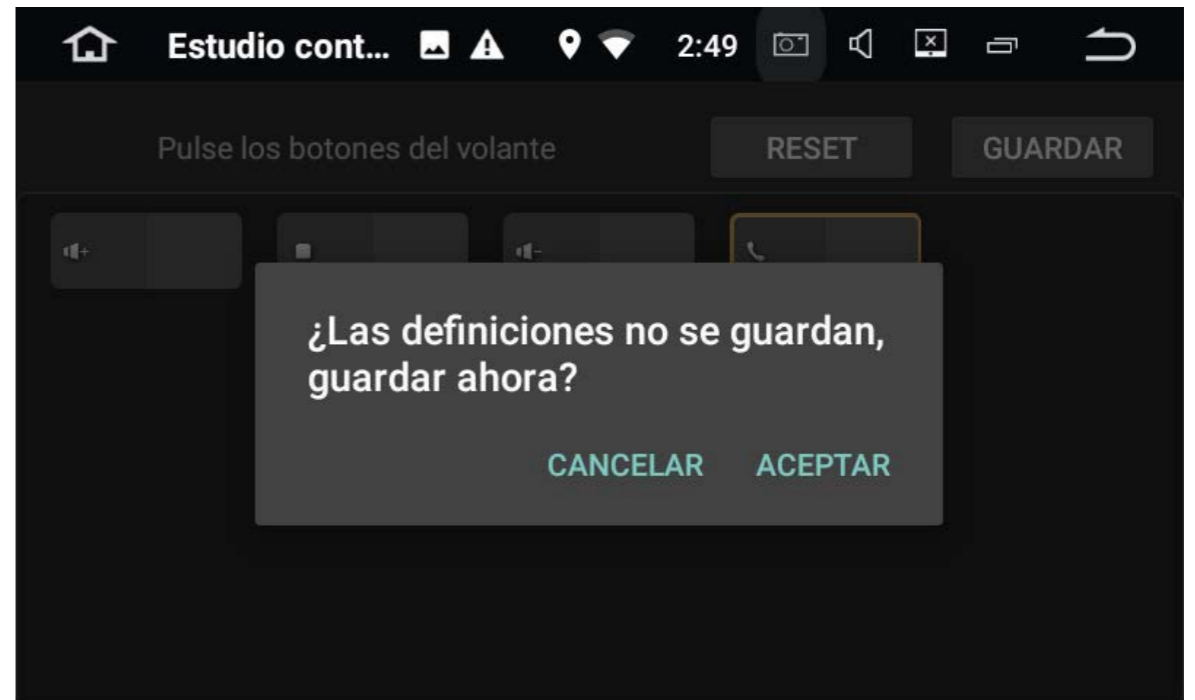 Estudio cont... 2:49
Pulse los botones del volante RESET GUARDAR
¿Las definiciones no se guardan,
guardar ahora?
CANCELAR ACEPTAR